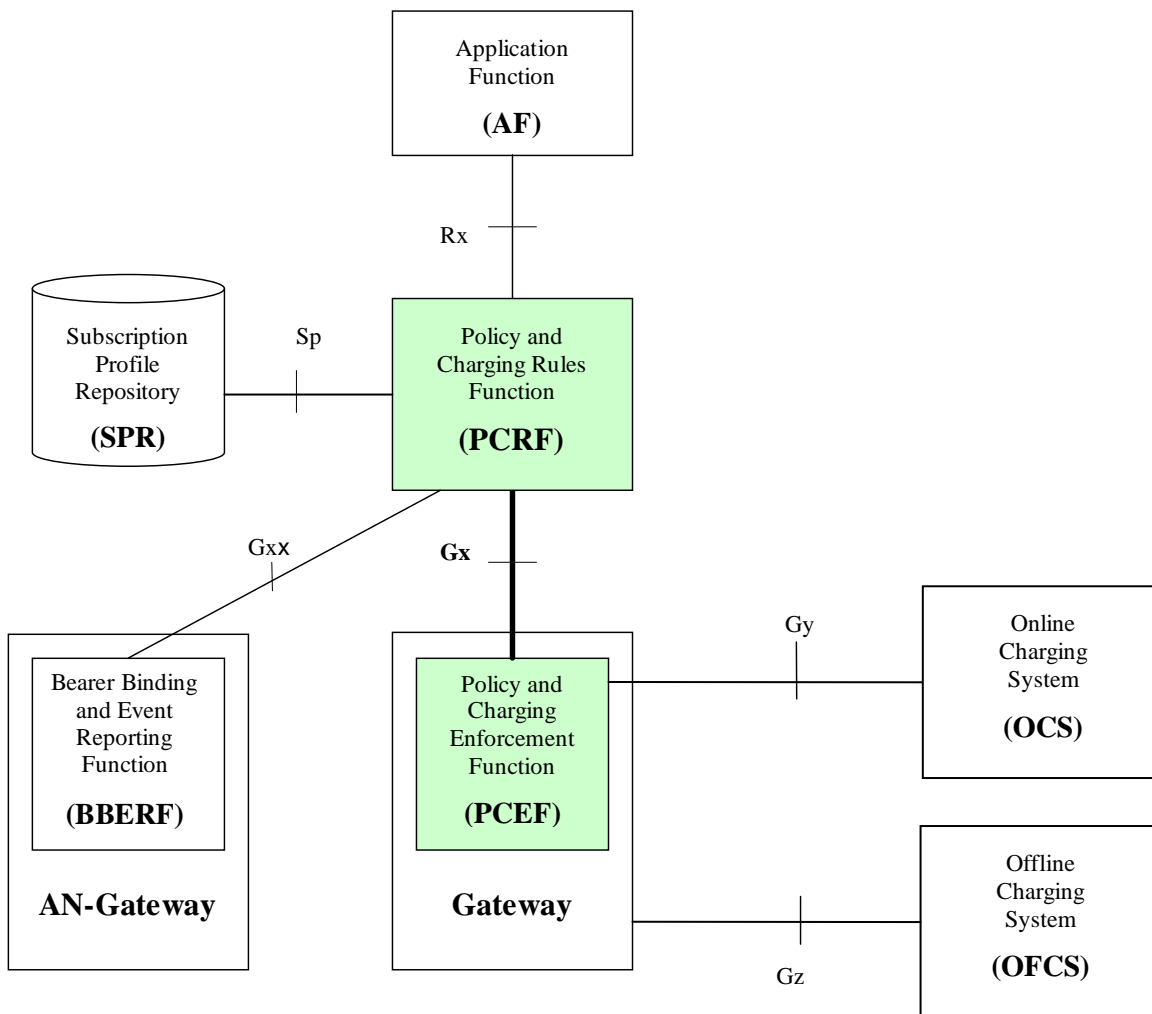 Application
Function
(AF)
Rx
Subscription
Profile
Repository
(SPR)
Sp
Policy and
Charging Rules
Function
(PCRF)
Gxx
Gx
Bearer Binding
and Event
Reporting
Function
(BBERF)
AN-Gateway
Policy and
Charging
Enforcement
Function
(PCEF)
Gateway
Gy
Online
Charging
System
(OCS)
Gz
Offline
Charging
System
(OFCS)